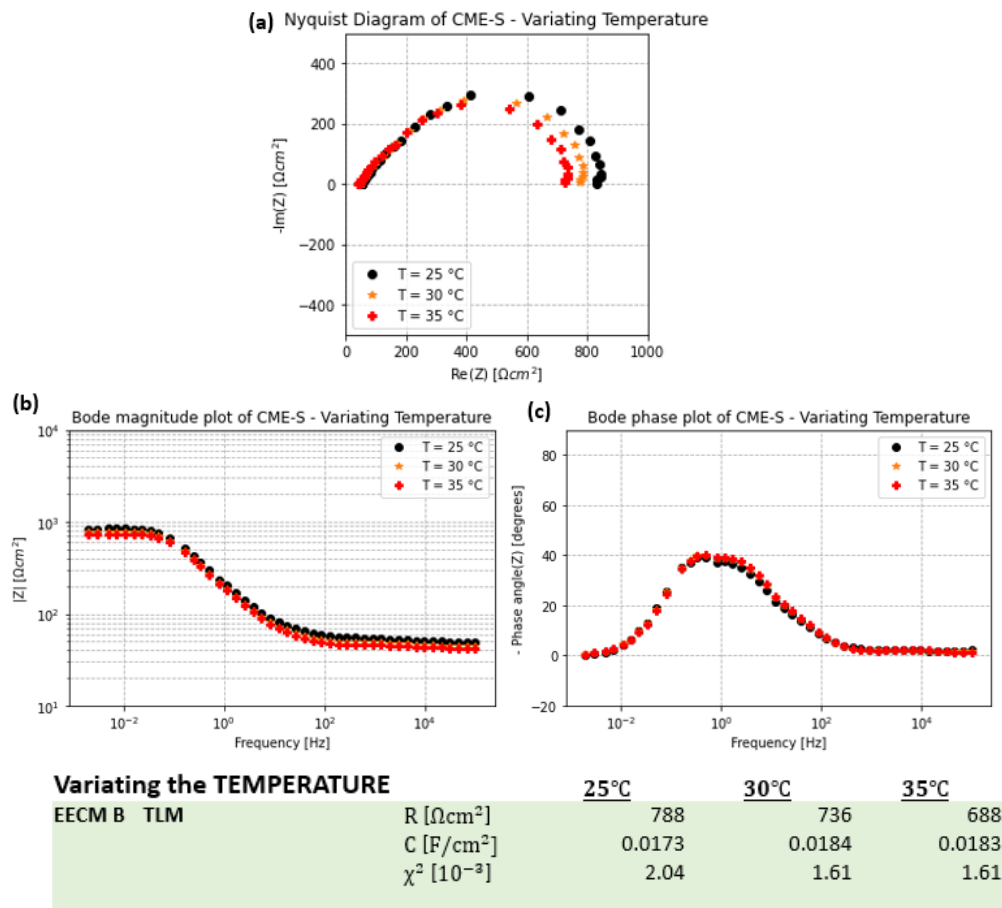 (a) Nyquist Diagram of CME-S - Variating Temperature
400
200
0
−200
−400
-Im(Z) [Ωcm²]
T = 25 °C
T = 30 °C
T = 35 °C
0 200 400 600 800 1000
Re(Z) [Ωcm²]
(b) Bode magnitude plot of CME-S - Variating Temperature
10⁴
10³
10²
10¹
|Z| [Ωcm²]
T = 25 °C
T = 30 °C
T = 35 °C
10⁻² 10⁰ 10² 10⁴
Frequency [Hz]
(c) Bode phase plot of CME-S - Variating Temperature
80
60
40
20
0
−20
- Phase angle(Z) [degrees]
T = 25 °C
T = 30 °C
T = 35 °C
10⁻² 10⁰ 10² 10⁴
Frequency [Hz]
Variating the TEMPERATURE 25°C 30°C 35°C
EECM B TLM R [Ωcm²] 788 736 688
C [F/cm²] 0.0173 0.0184 0.0183
χ² [10⁻³] 2.04 1.61 1.61